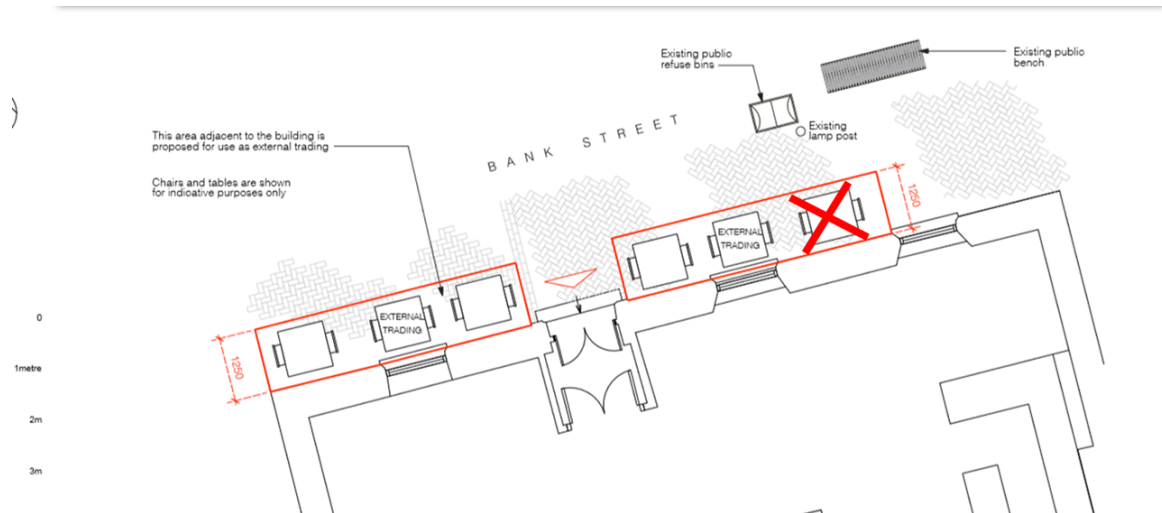 Existing public
refuse bins
Existing public
bench
Existing
lamp post
BANK STREET
This area adjacent to the building is
proposed for use as external trading
Chairs and tables are shown
for indicative purposes only
1250
EXTERNAL
TRADING
EXTERNAL
TRADING
1250
0
1metre
2m
3m